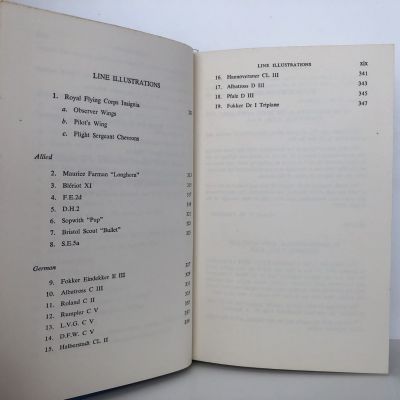 LINE ILLUSTRATIONS
1. Royal Flying Corps Insignia
a. Observer Wings
b. Pilot's Wing
c. Flight Sergeant Chevrons
Allied
2. Maurice Farman "Longhorn"
3. Blériot XI
4. F.E.2d
5. D.H.2
6. Sopwith "Pup"
7. Bristol Scout "Bullet"
8. S.E.5a
German
9. Fokker Eindekker E III
10. Albatross C III
11. Roland C II
12. Rumpler C V
13. L.V.G. C V
14. D.F.W. C V
15. Halberstadt CL II
LINE ILLUSTRATIONS xix
16. Hannoveraner CL III 341
17. Albatross D III 343
18. Pfalz D III 345
19. Fokker Dr I Triplane 347